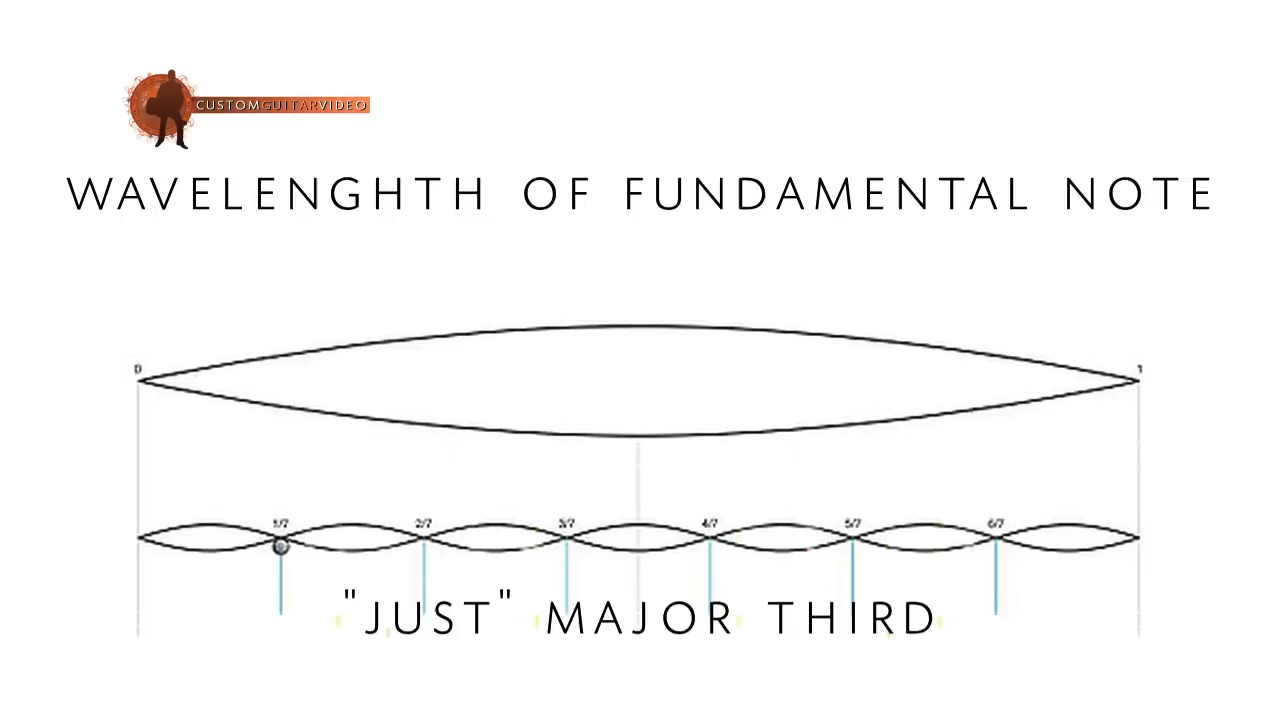 CUSTOMGUITARVIDEO
WAVELENGHTH OF FUNDAMENTAL NOTE
0 1
1/7 2/7 3/7 4/7 5/7 6/7
"JUST" MAJOR THIRD